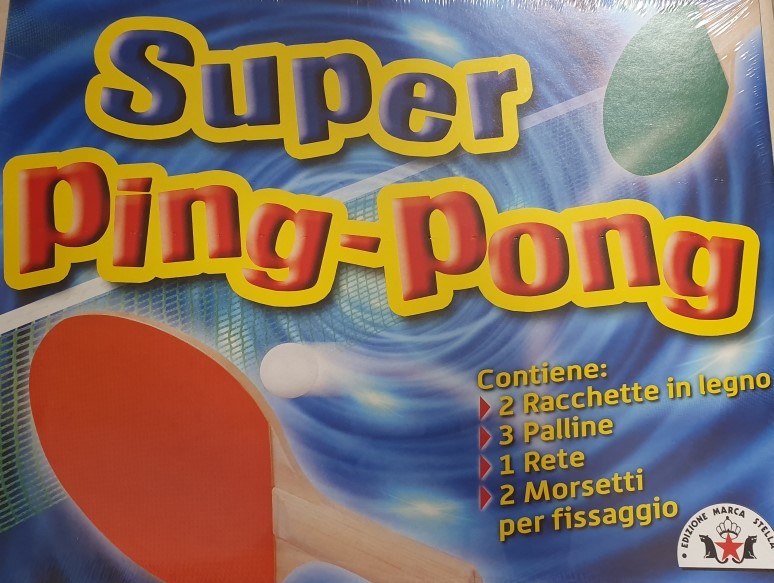 Super
ping-pong
Contiene:
2 Racchette in legno
3 Palline
1 Rete
2 Morsetti
per fissaggio
• EDIZIONE MARCA STELLA